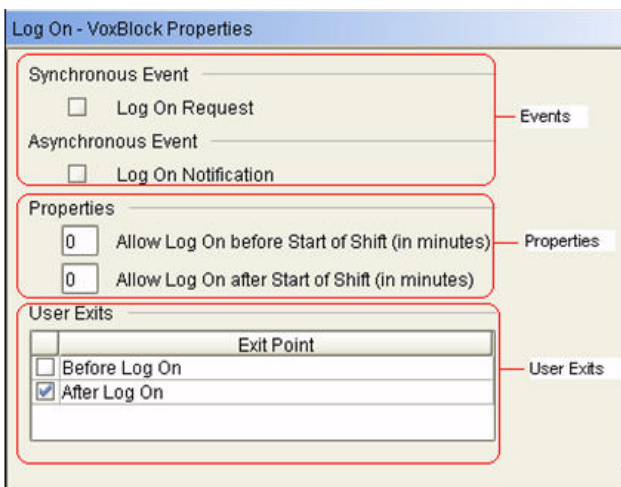 Log On - VoxBlock Properties
Synchronous Event
Log On Request
Events
Asynchronous Event
Log On Notification
Properties
0 Allow Log On before Start of Shift (in minutes)
Properties
0 Allow Log On after Start of Shift (in minutes)
User Exits
Exit Point
Before Log On
User Exits
After Log On